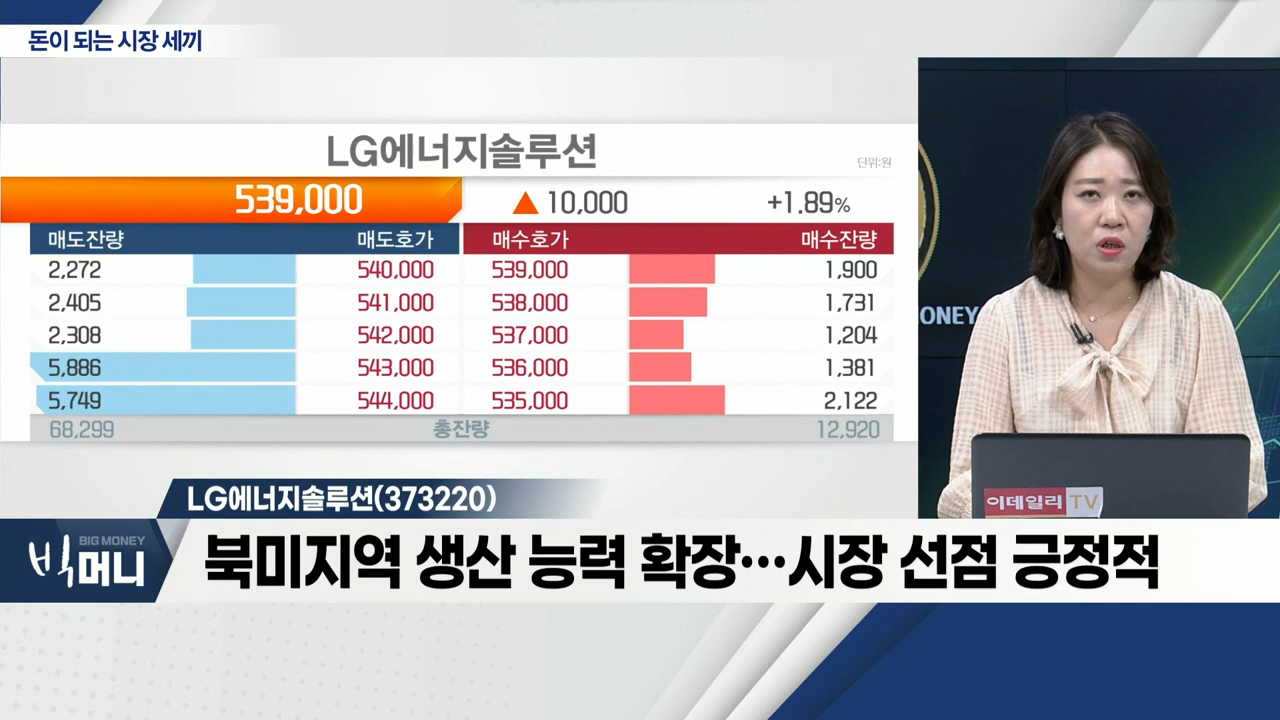 돈이 되는 시장 세끼
LG에너지솔루션
단위:원
539,000 ▲ 10,000 +1.89%
매도잔량 매도호가 매수호가 매수잔량
2,272 540,000 539,000 1,900
2,405 541,000 538,000 1,731
2,308 542,000 537,000 1,204
5,886 543,000 536,000 1,381
5,749 544,000 535,000 2,122
68,299 총잔량 12,920
ONEY
이데일리 TV
LG에너지솔루션(373220)
BIG MONEY
빅머니
북미지역 생산 능력 확장…시장 선점 긍정적